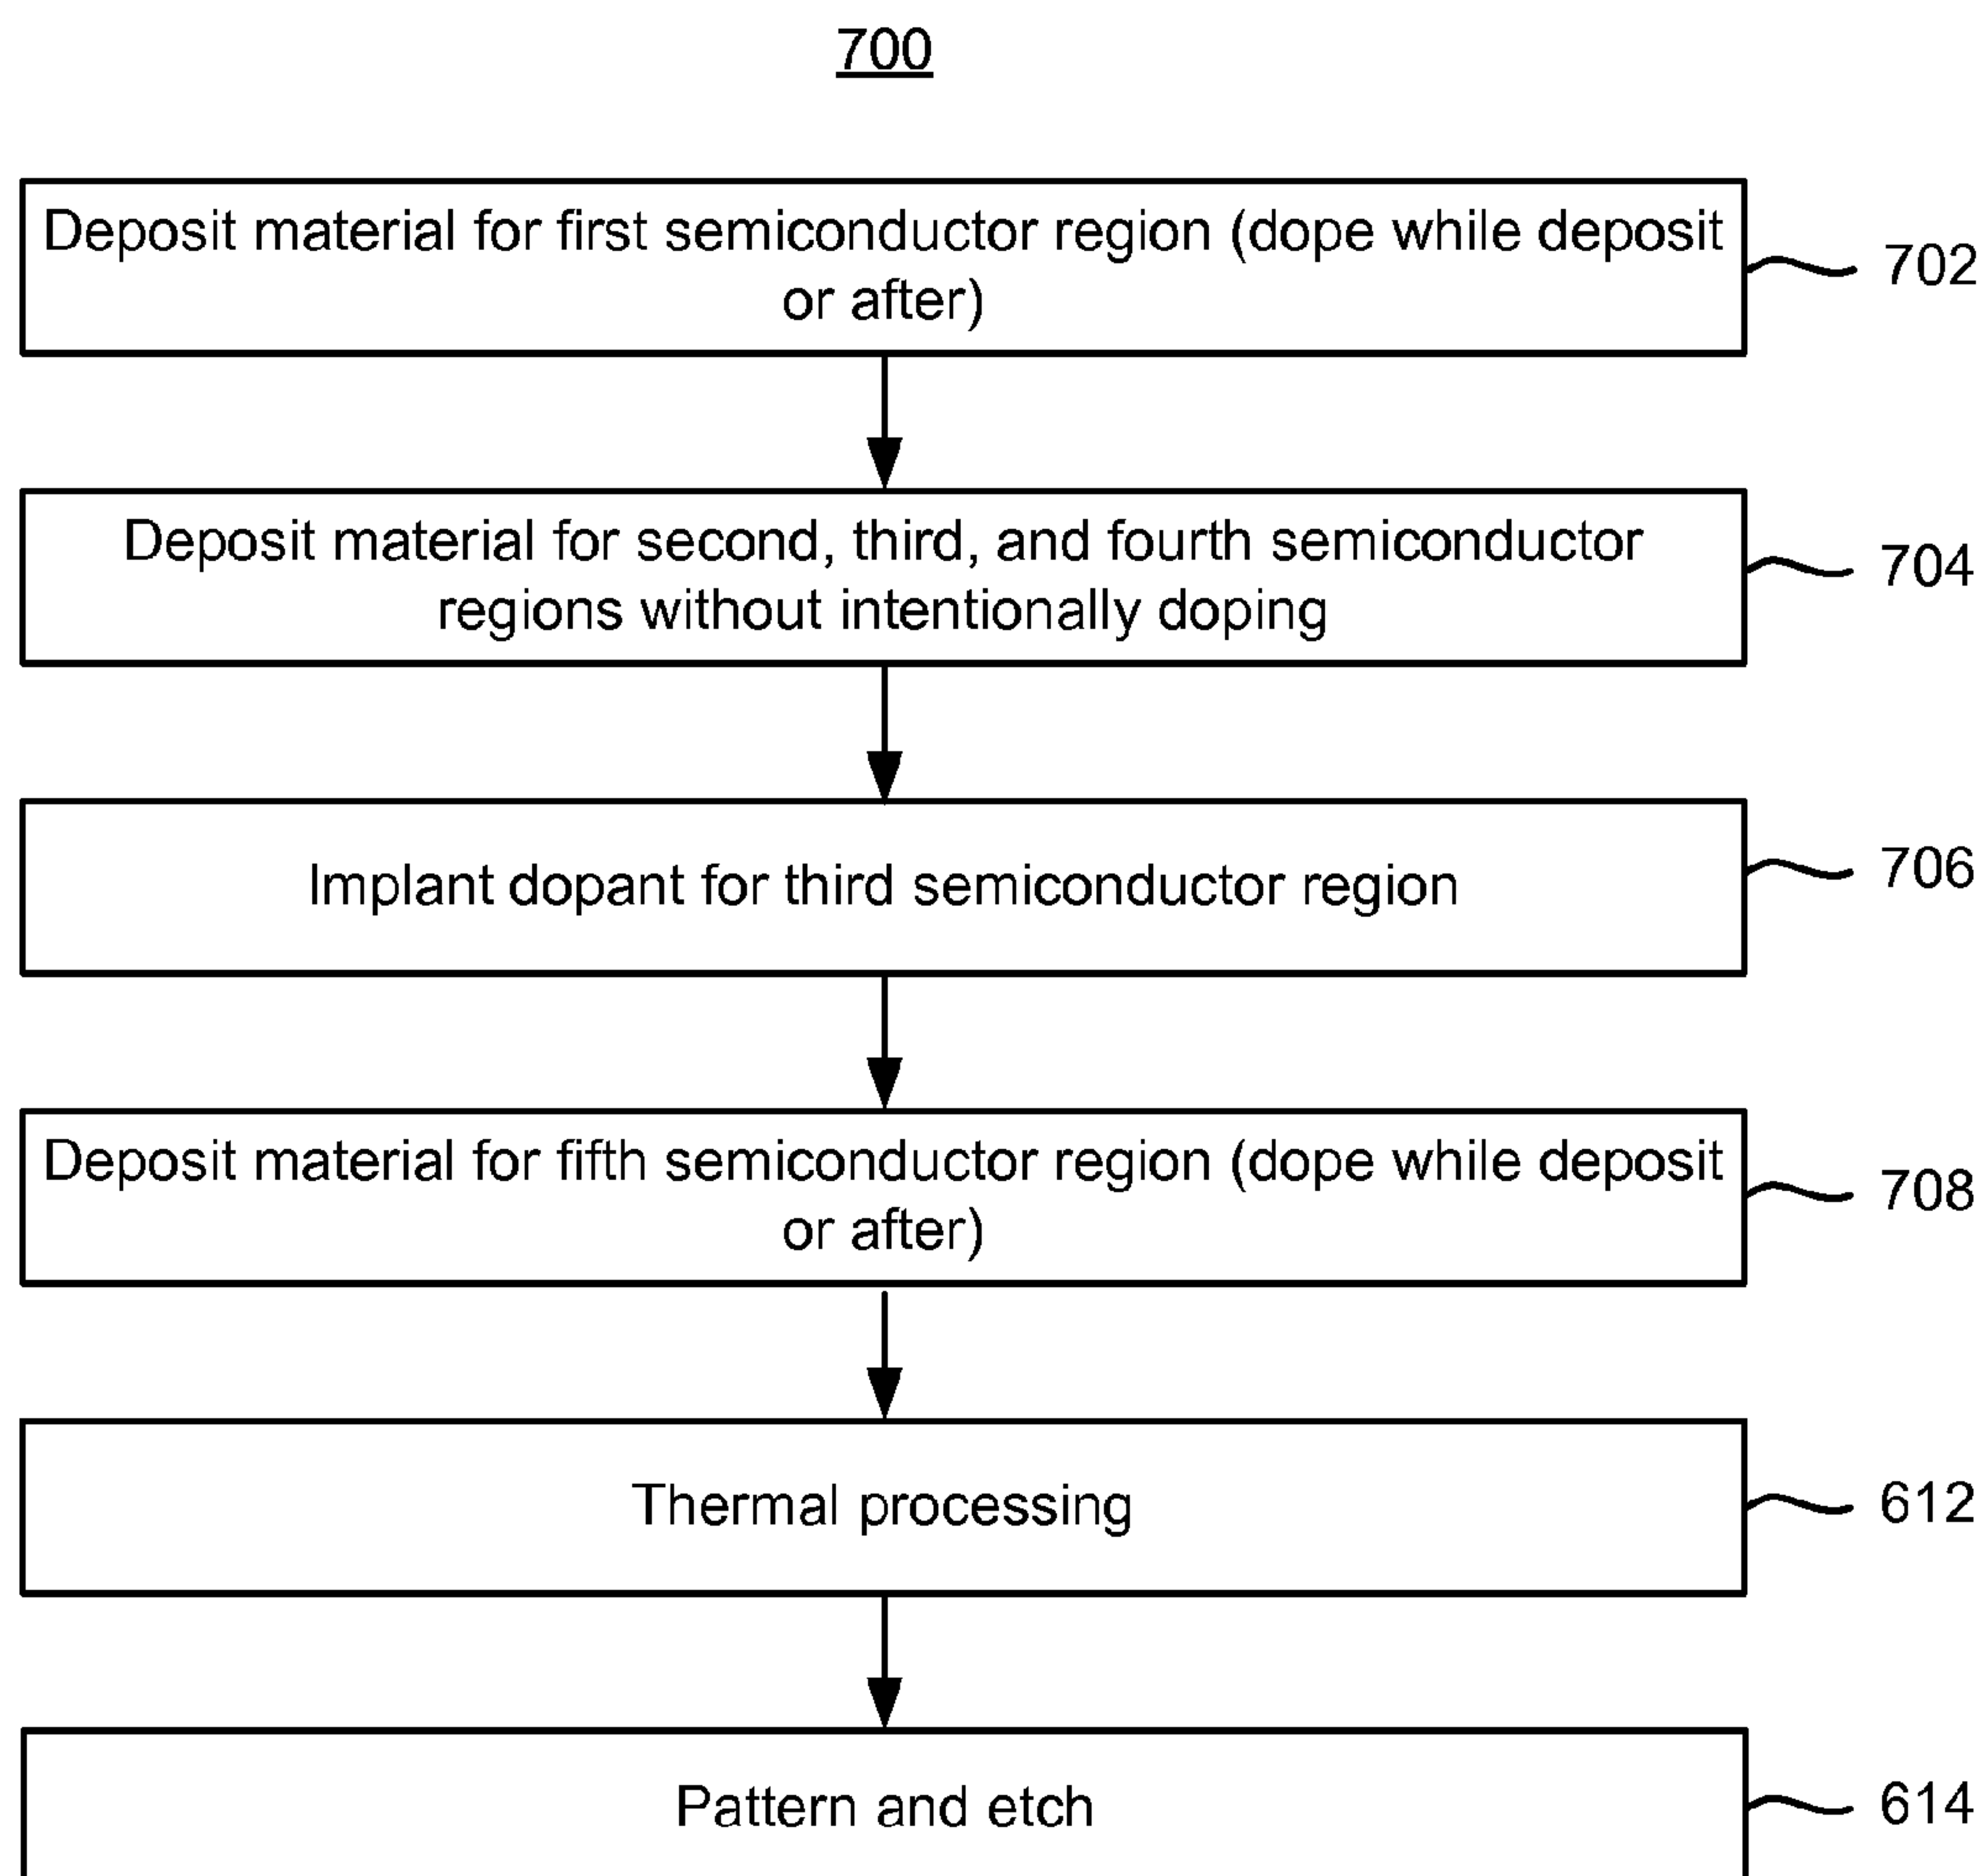 700
Deposit material for first semiconductor region (dope while deposit
or after)
702
Deposit material for second, third, and fourth semiconductor
regions without intentionally doping
704
Implant dopant for third semiconductor region
706
Deposit material for fifth semiconductor region (dope while deposit
or after)
708
Thermal processing
612
Pattern and etch
614